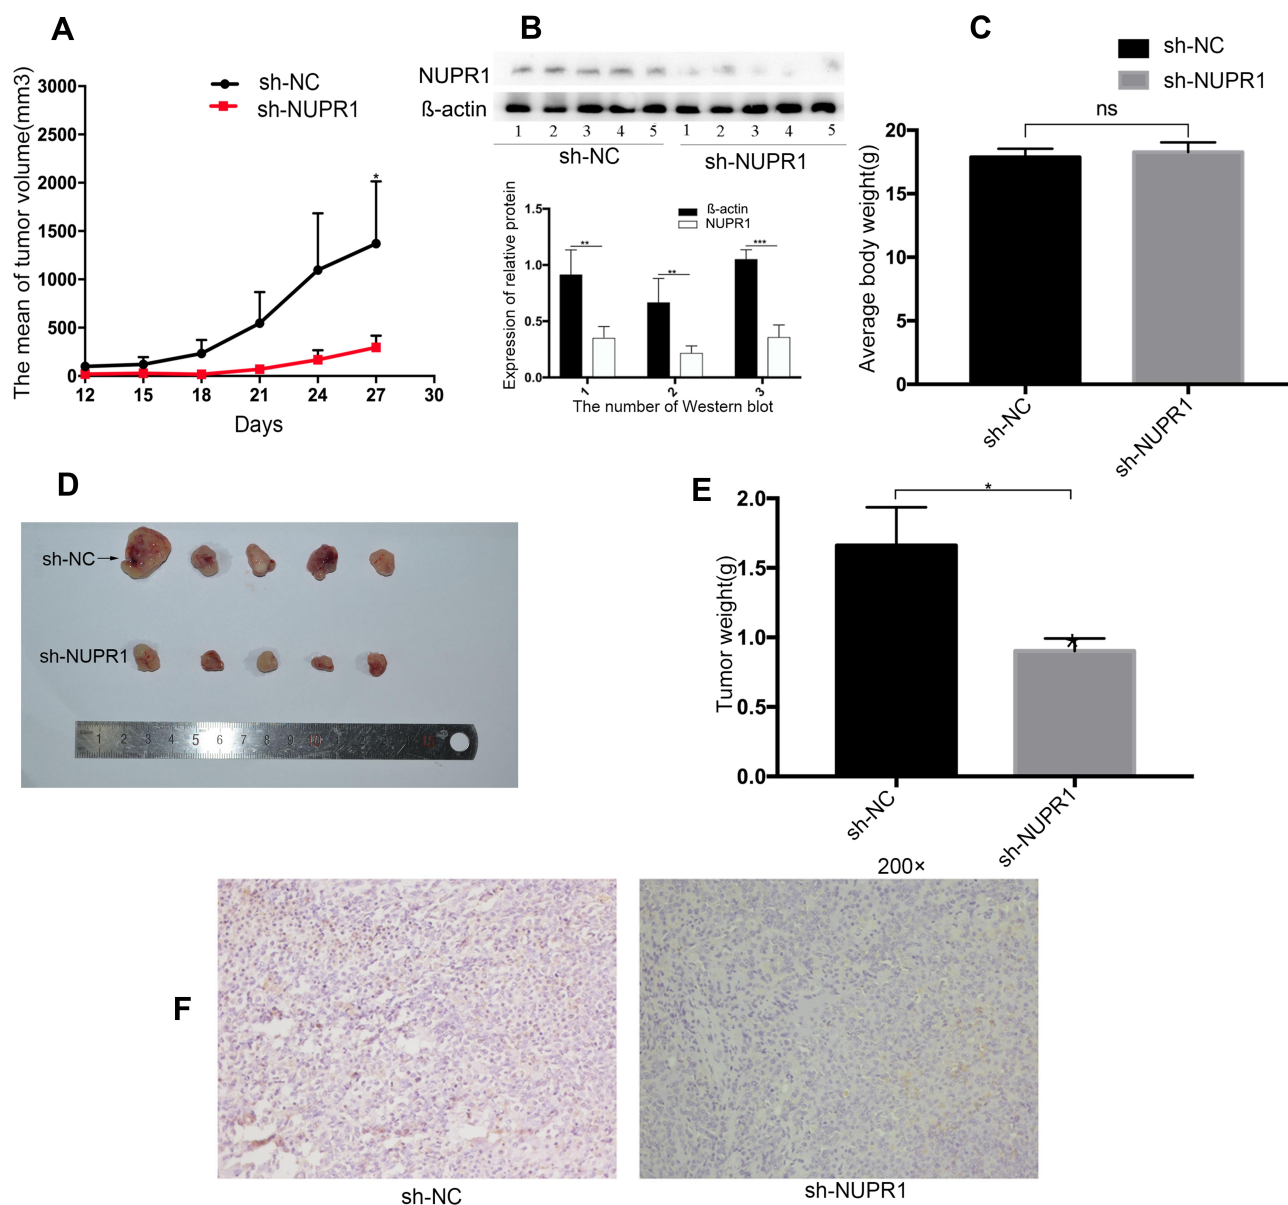 A
The mean of tumor volume(mm3)
3000
2500
2000
1500
1000
500
0
12 15 18 21 24 27 30
Days
sh-NC
sh-NUPR1
*
B
NUPR1
ß-actin
1 2 3 4 5 1 2 3 4 5
sh-NC sh-NUPR1
Expression of relative protein
1.5
1.0
0.5
0.0
ß-actin
NUPR1
** ** ***
1 2 3
The number of Western blot
C
sh-NC
sh-NUPR1
ns
Average body weight(g)
20
15
10
5
0
sh-NC sh-NUPR1
D
sh-NC
sh-NUPR1
1 2 3 4 5 6 7 8 9 10
E
*
Tumor weight(g)
2.0
1.5
1.0
0.5
0.0
*
sh-NC sh-NUPR1
200×
F
sh-NC
sh-NUPR1